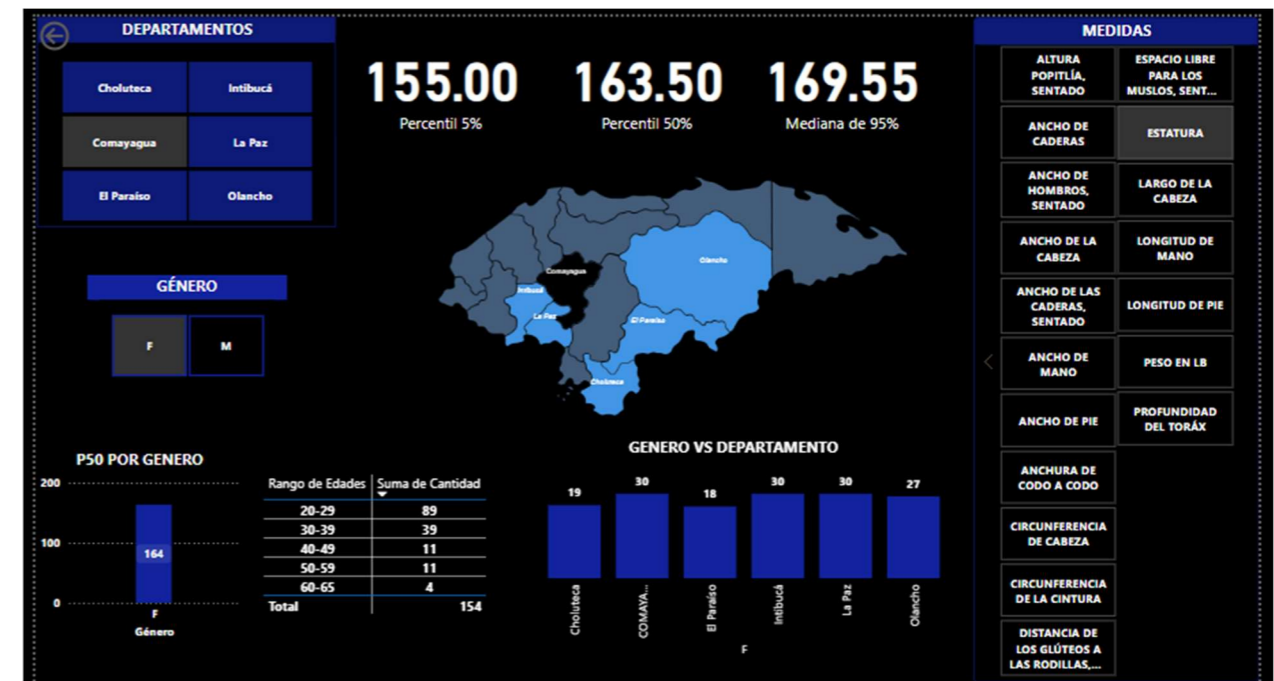 DEPARTAMENTOS
Choluteca
Intibucá
Comayagua
La Paz
El Paraíso
Olancho
155.00
Percentil 5%
163.50
Percentil 50%
169.55
Mediana de 95%
GÉNERO
F
M
Comayagua
Olancho
Intibucá
La Paz
El Paraíso
Choluteca
P50 POR GENERO
200
100
0
164
F
Género
Rango de Edades Suma de Cantidad
20-29 89
30-39 39
40-49 11
50-59 11
60-65 4
Total 154
GENERO VS DEPARTAMENTO
19
30
18
30
30
27
Choluteca
COMAYA...
El Paraíso
Intibucá
La Paz
Olancho
F
MEDIDAS
ALTURA
POPITLÍA,
SENTADO
ESPACIO LIBRE
PARA LOS
MUSLOS, SENT...
ANCHO DE
CADERAS
ESTATURA
ANCHO DE
HOMBROS,
SENTADO
LARGO DE LA
CABEZA
ANCHO DE LA
CABEZA
LONGITUD DE
MANO
ANCHO DE LAS
CADERAS,
SENTADO
LONGITUD DE PIE
ANCHO DE
MANO
PESO EN LB
ANCHO DE PIE
PROFUNDIDAD
DEL TORÁX
ANCHURA DE
CODO A CODO
CIRCUNFERENCIA
DE CABEZA
CIRCUNFERENCIA
DE LA CINTURA
DISTANCIA DE
LOS GLÚTEOS A
LAS RODILLAS,...